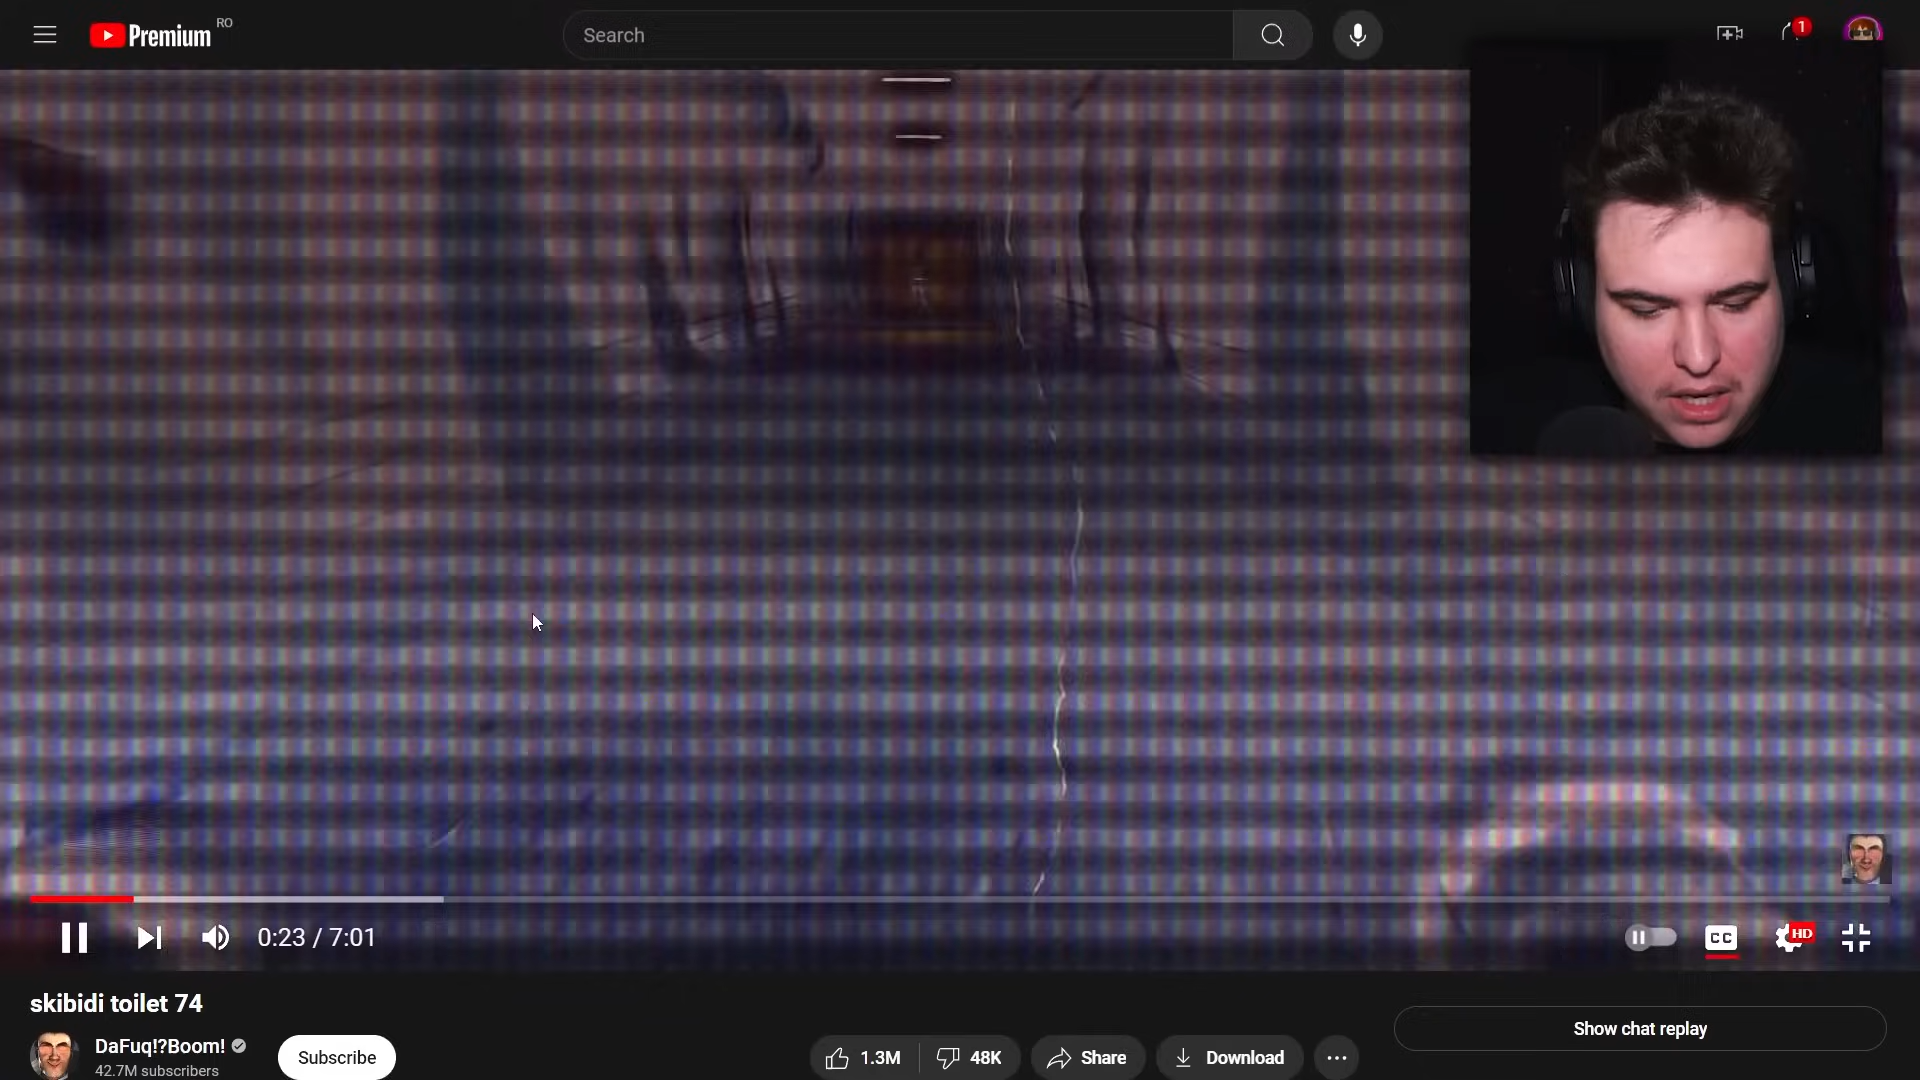 Premium RO
Search
1
0:23 / 7:01
CC
HD
skibidi toilet 74
DaFuq!?Boom!
42.7M subscribers
Subscribe
1.3M
48K
Share
Download
Show chat replay